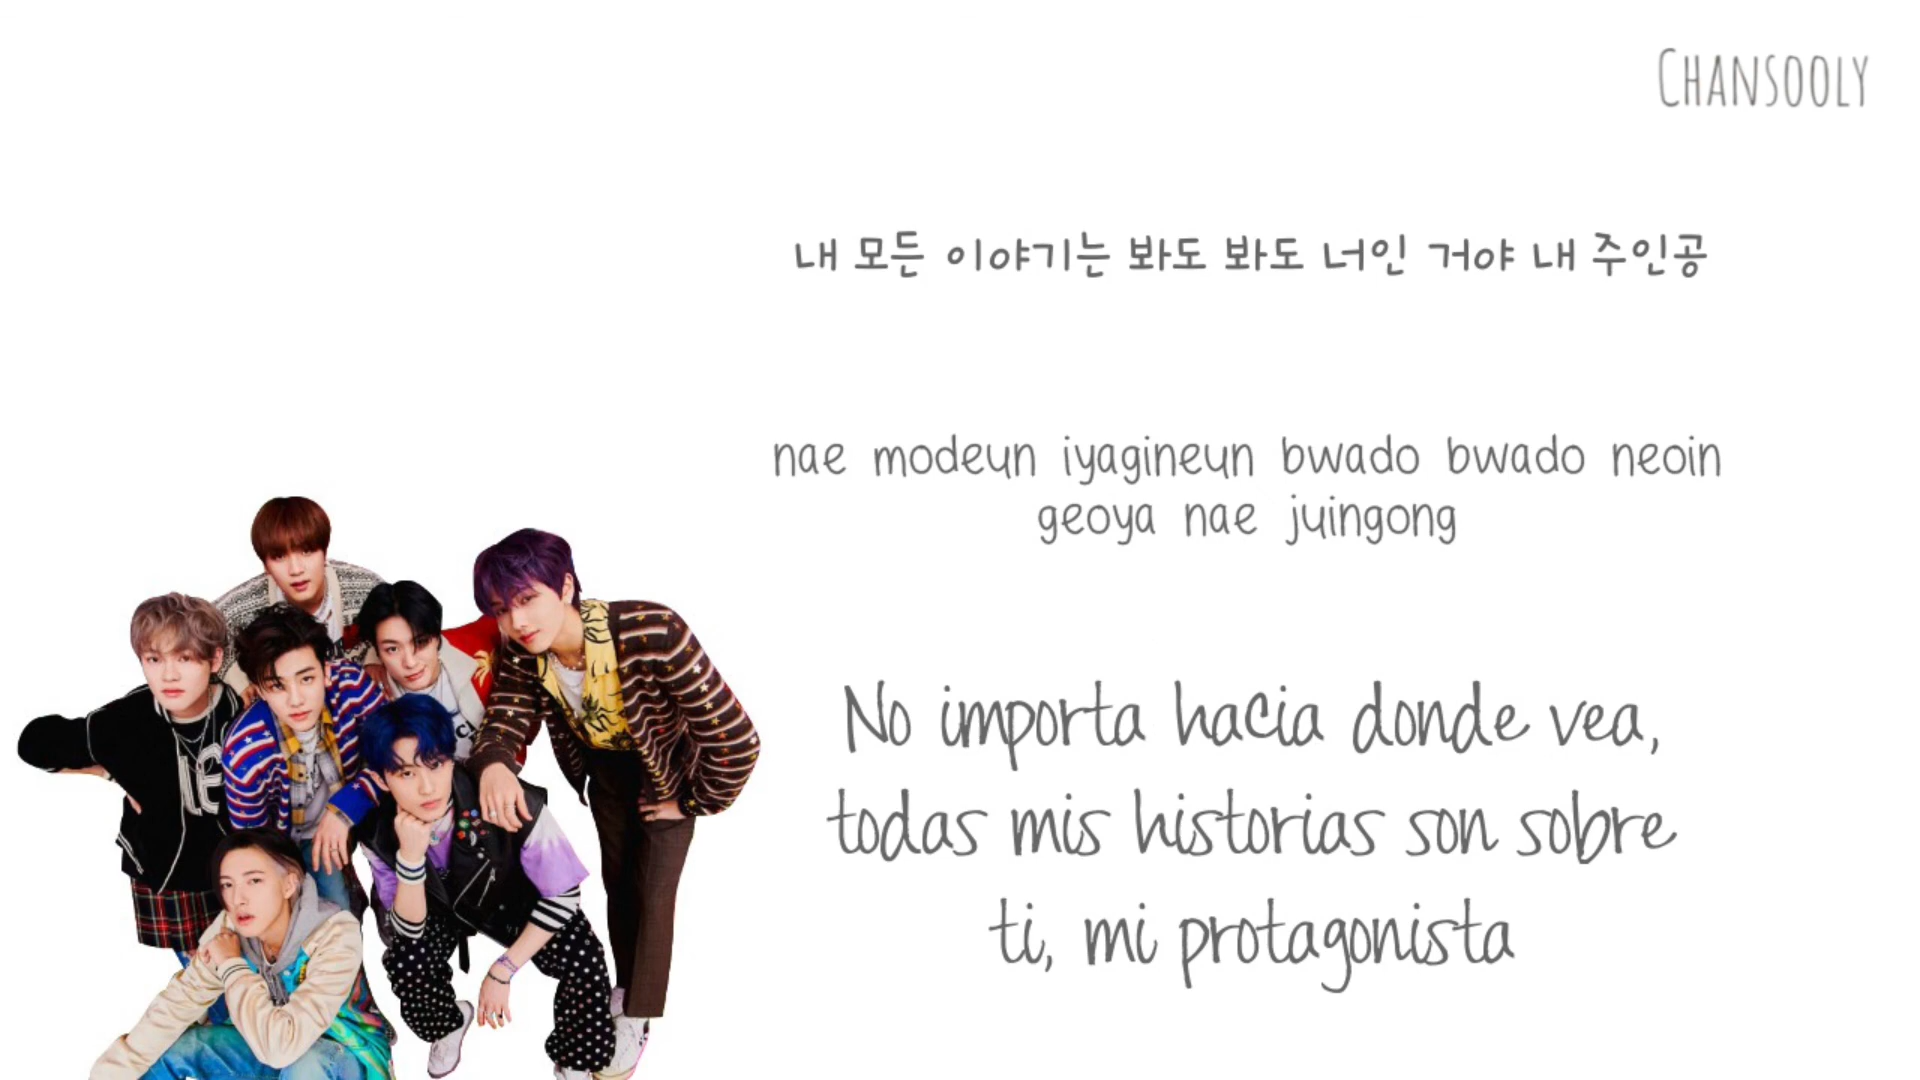 CHANSOOLY
내 모든 이야기는 봐도 봐도 너인 거야 내 주인공
nae modeun iyagineun bwado bwado neoin
geoya nae juingong
No importa hacia donde vea,
todas mis historias son sobre
ti, mi protagonista